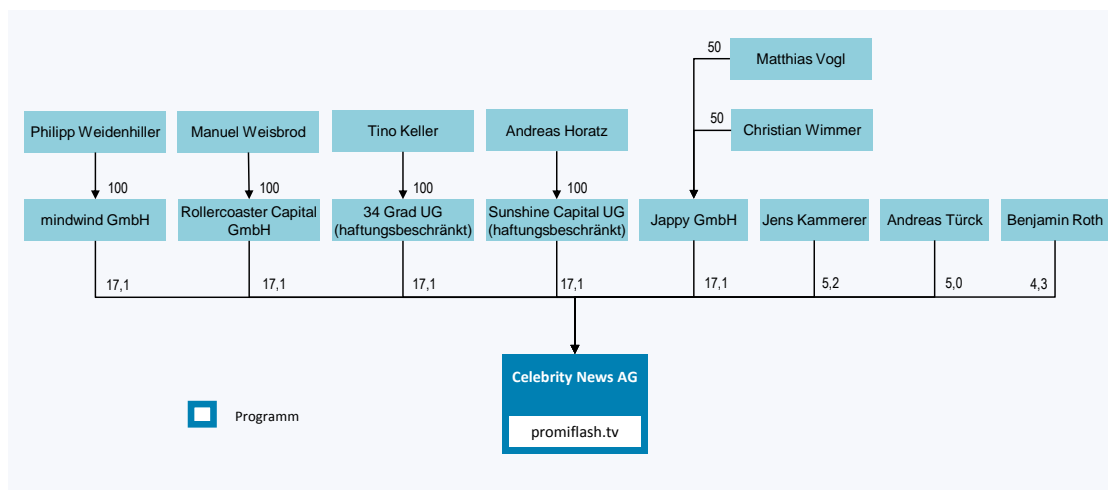 50
Matthias Vogl
50
Christian Wimmer
Philipp Weidenhiller
Manuel Weisbrod
Tino Keller
Andreas Horatz
100
100
100
100
mindwind GmbH
Rollercoaster Capital
GmbH
34 Grad UG
(haftungsbeschränkt)
Sunshine Capital UG
(haftungsbeschränkt)
Jappy GmbH
Jens Kammerer
Andreas Türck
Benjamin Roth
17,1
17,1
17,1
17,1
17,1
5,2
5,0
4,3
Celebrity News AG
promiflash.tv
Programm